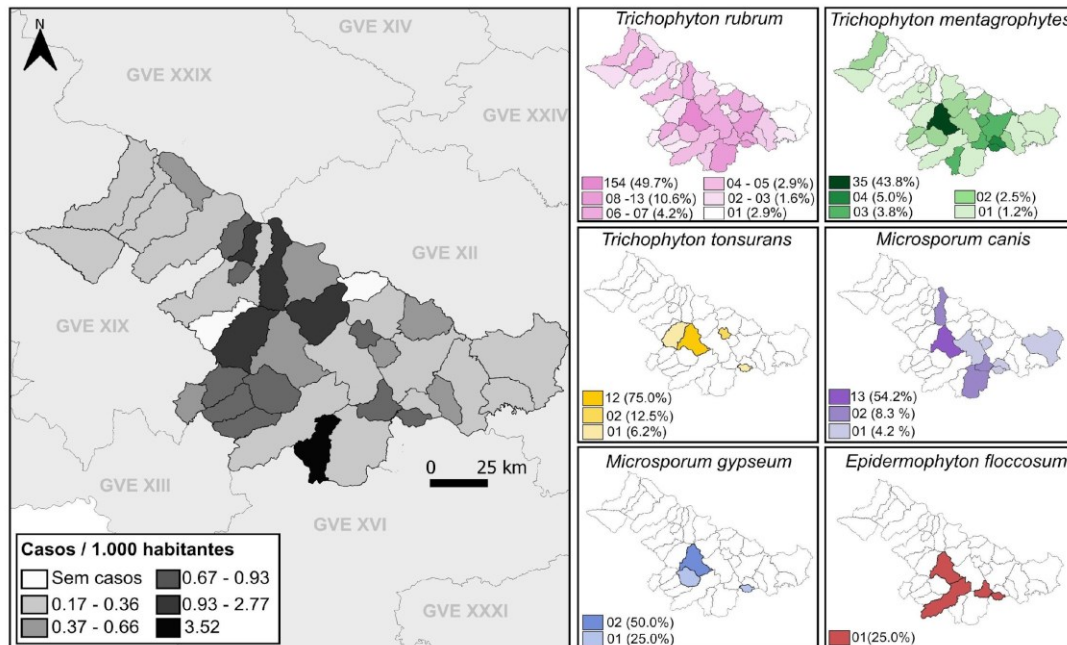 N
GVE XIV
GVE XXIX
GVE XXIV
GVE XII
GVE XIX
GVE XIII
GVE XVI
GVE XXXI
0 25 km
Casos / 1.000 habitantes
Sem casos 0.67 - 0.93
0.17 - 0.36 0.93 - 2.77
0.37 - 0.66 3.52
Trichophyton rubrum
154 (49.7%) 04 - 05 (2.9%)
08 -13 (10.6%) 02 - 03 (1.6%)
06 - 07 (4.2%) 01 (2.9%)
Trichophyton mentagrophytes
35 (43.8%)
04 (5.0%) 02 (2.5%)
03 (3.8%) 01 (1.2%)
Trichophyton tonsurans
12 (75.0%)
02 (12.5%)
01 (6.2%)
Microsporum canis
13 (54.2%)
02 (8.3 %)
01 (4.2 %)
Microsporum gypseum
02 (50.0%)
01 (25.0%)
Epidermophyton floccosum
01(25.0%)